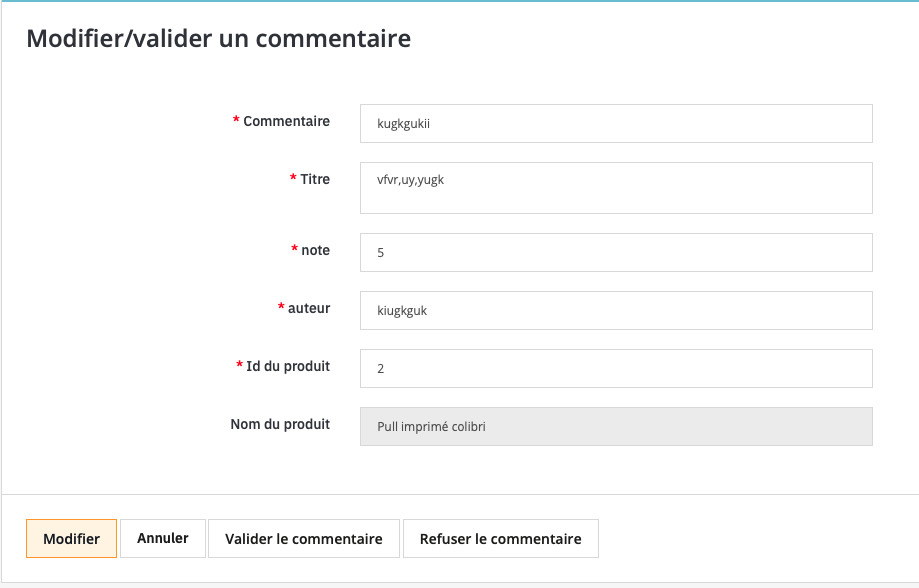 Modifier/valider un commentaire
* Commentaire
kugkgukii
* Titre
vfvr,uy,yugk
* note
5
* auteur
kiugkguk
* Id du produit
2
Nom du produit
Pull imprimé colibri
Modifier
Annuler
Valider le commentaire
Refuser le commentaire